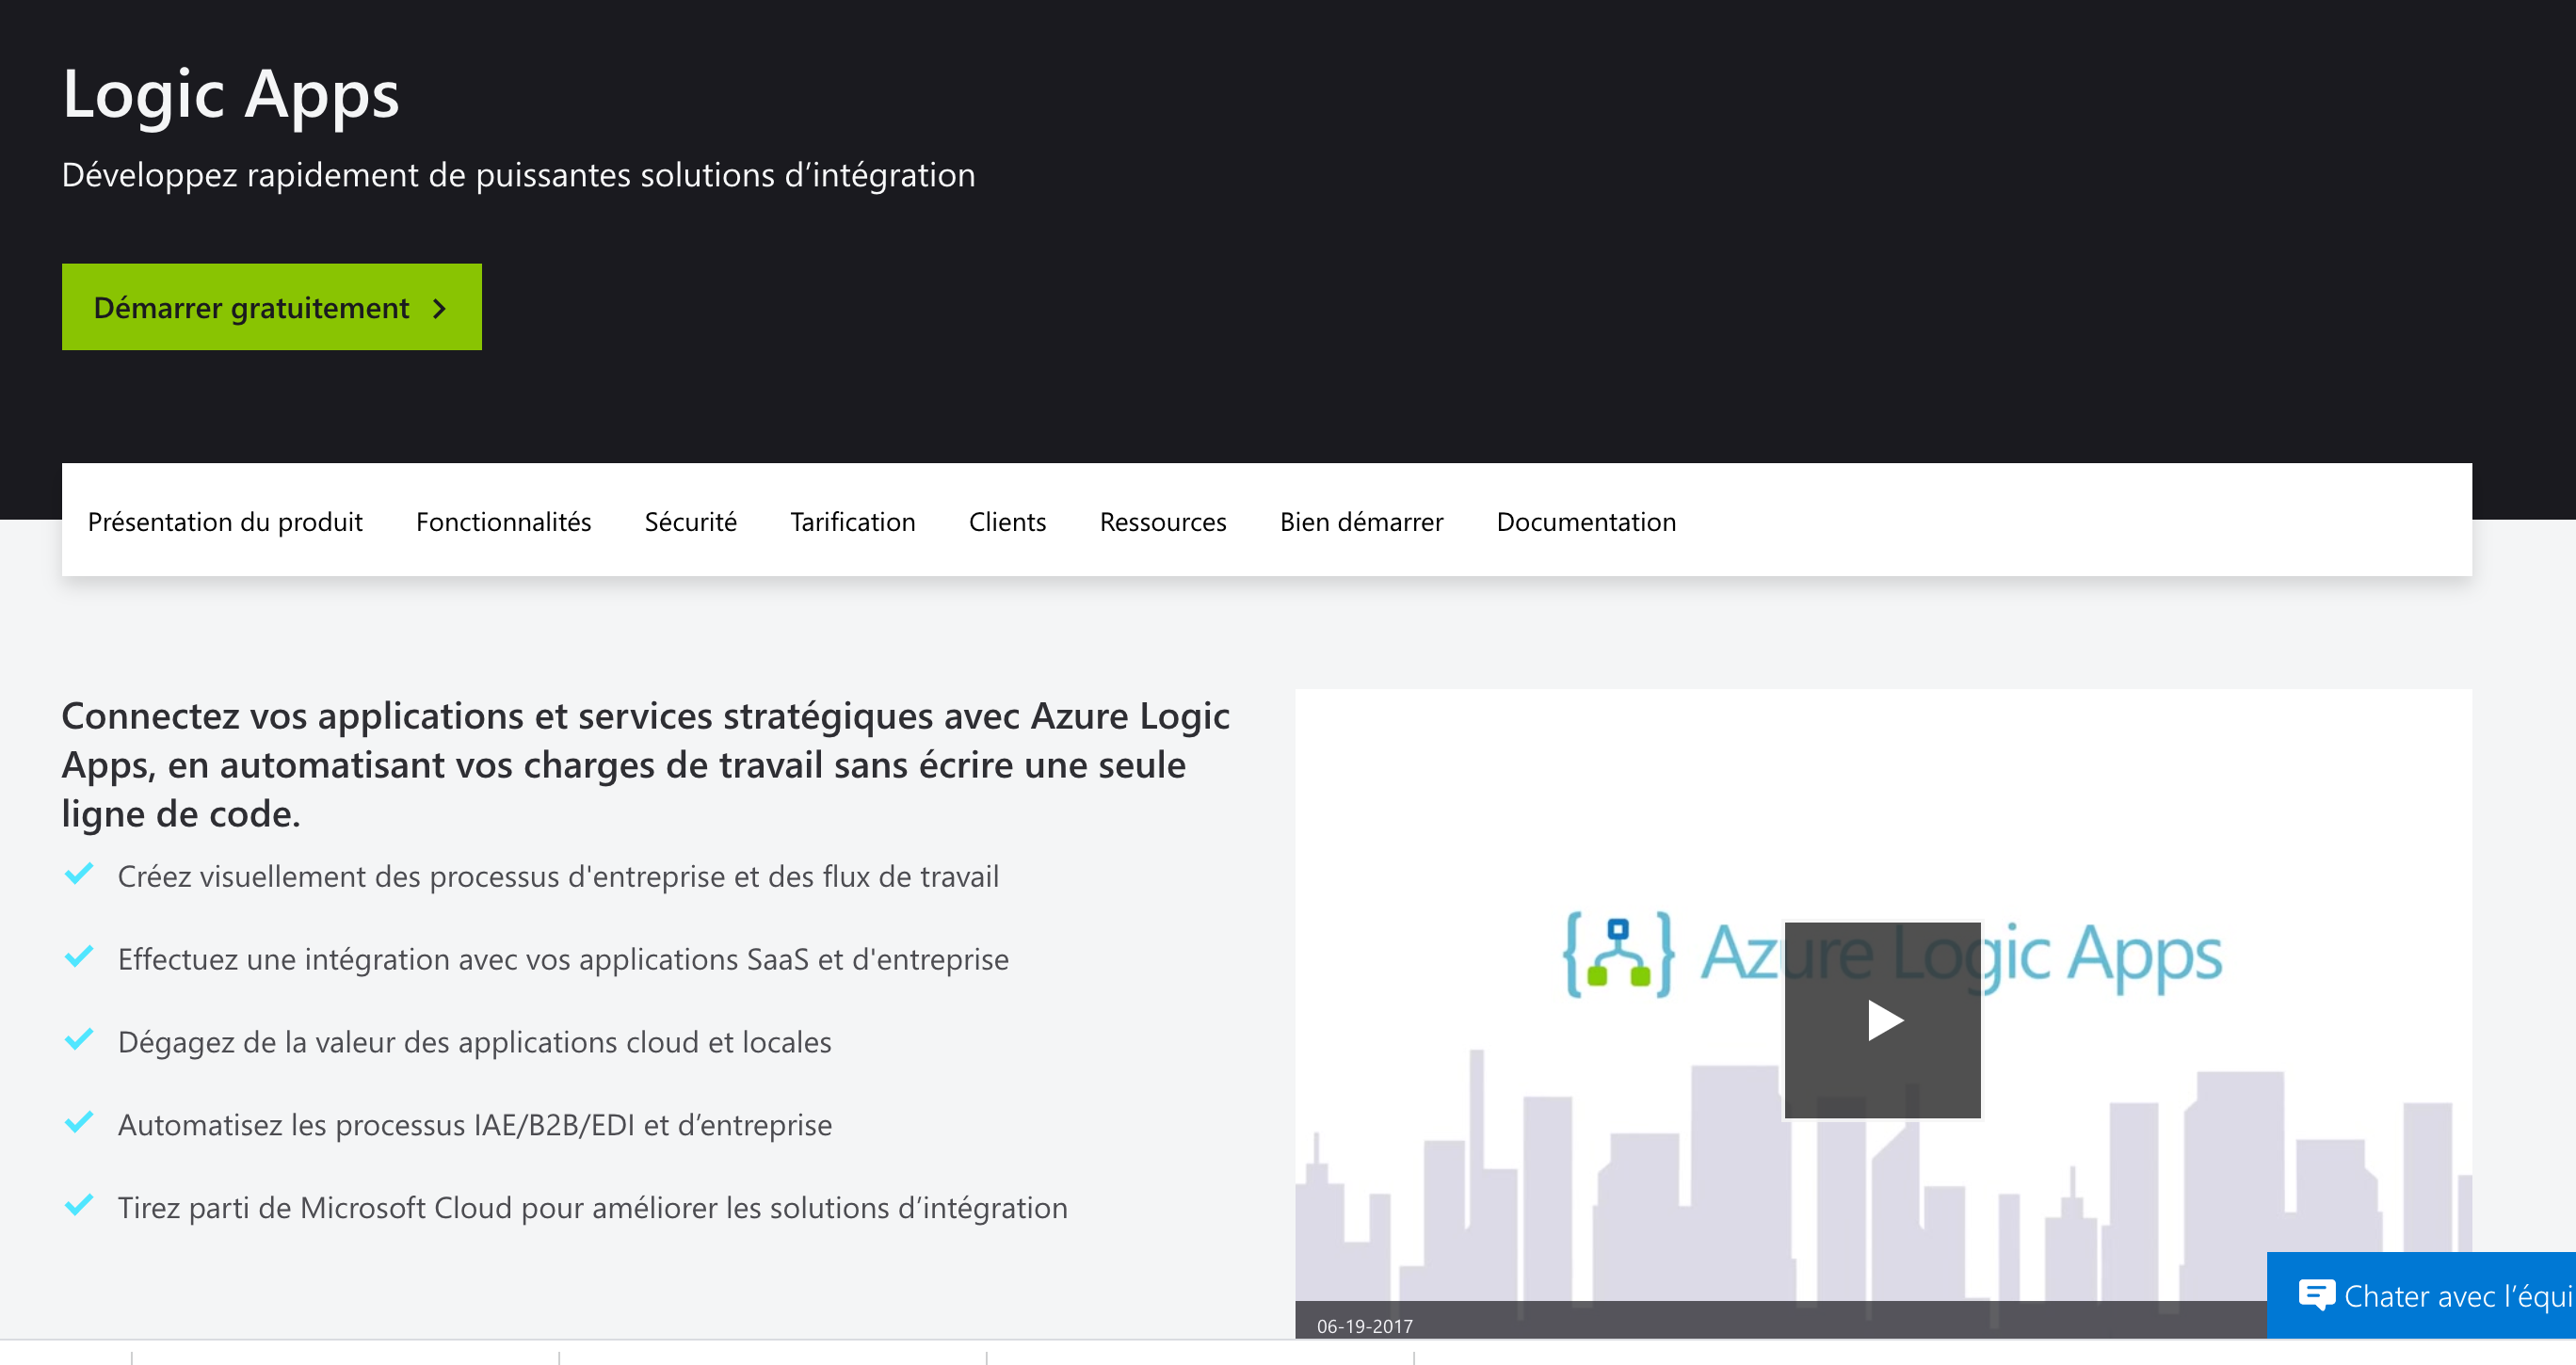 Logic Apps
Développez rapidement de puissantes solutions d’intégration
Démarrer gratuitement
Présentation du produit Fonctionnalités Sécurité Tarification Clients Ressources Bien démarrer Documentation
Connectez vos applications et services stratégiques avec Azure Logic
Apps, en automatisant vos charges de travail sans écrire une seule
ligne de code.
Créez visuellement des processus d'entreprise et des flux de travail
Effectuez une intégration avec vos applications SaaS et d'entreprise
Dégagez de la valeur des applications cloud et locales
Automatisez les processus IAE/B2B/EDI et d’entreprise
Tirez parti de Microsoft Cloud pour améliorer les solutions d’intégration
Azure Logic Apps
06-19-2017
Chater avec l’équi